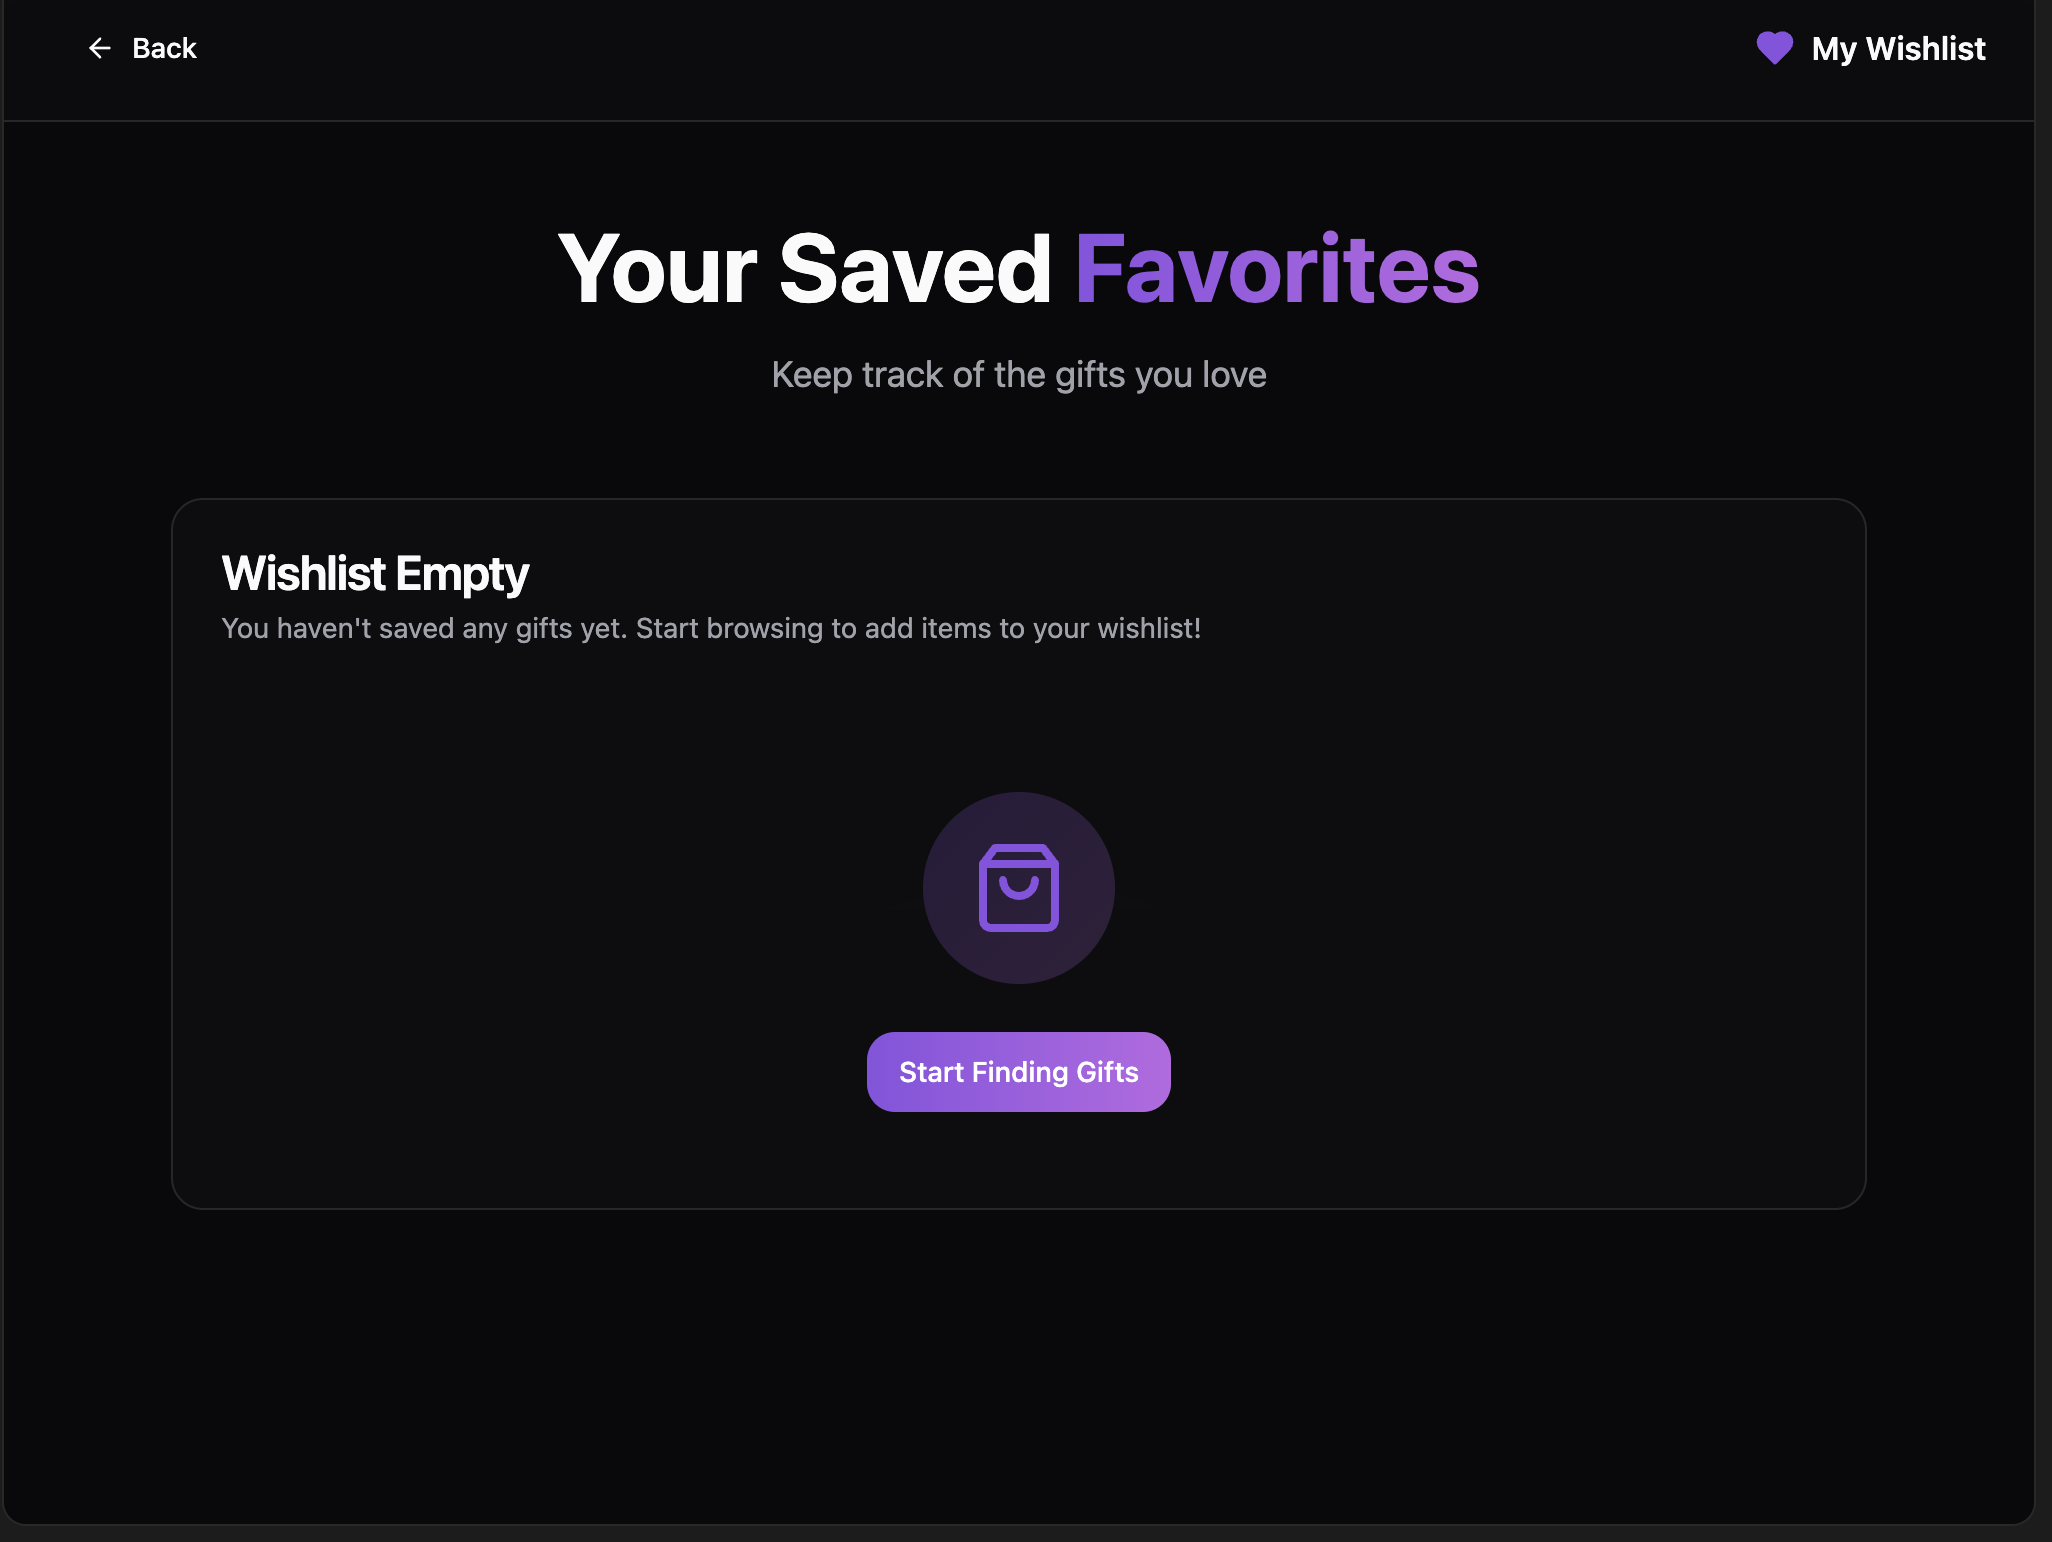 Back
My Wishlist
Your Saved Favorites
Keep track of the gifts you love
Wishlist Empty
You haven't saved any gifts yet. Start browsing to add items to your wishlist!
Start Finding Gifts